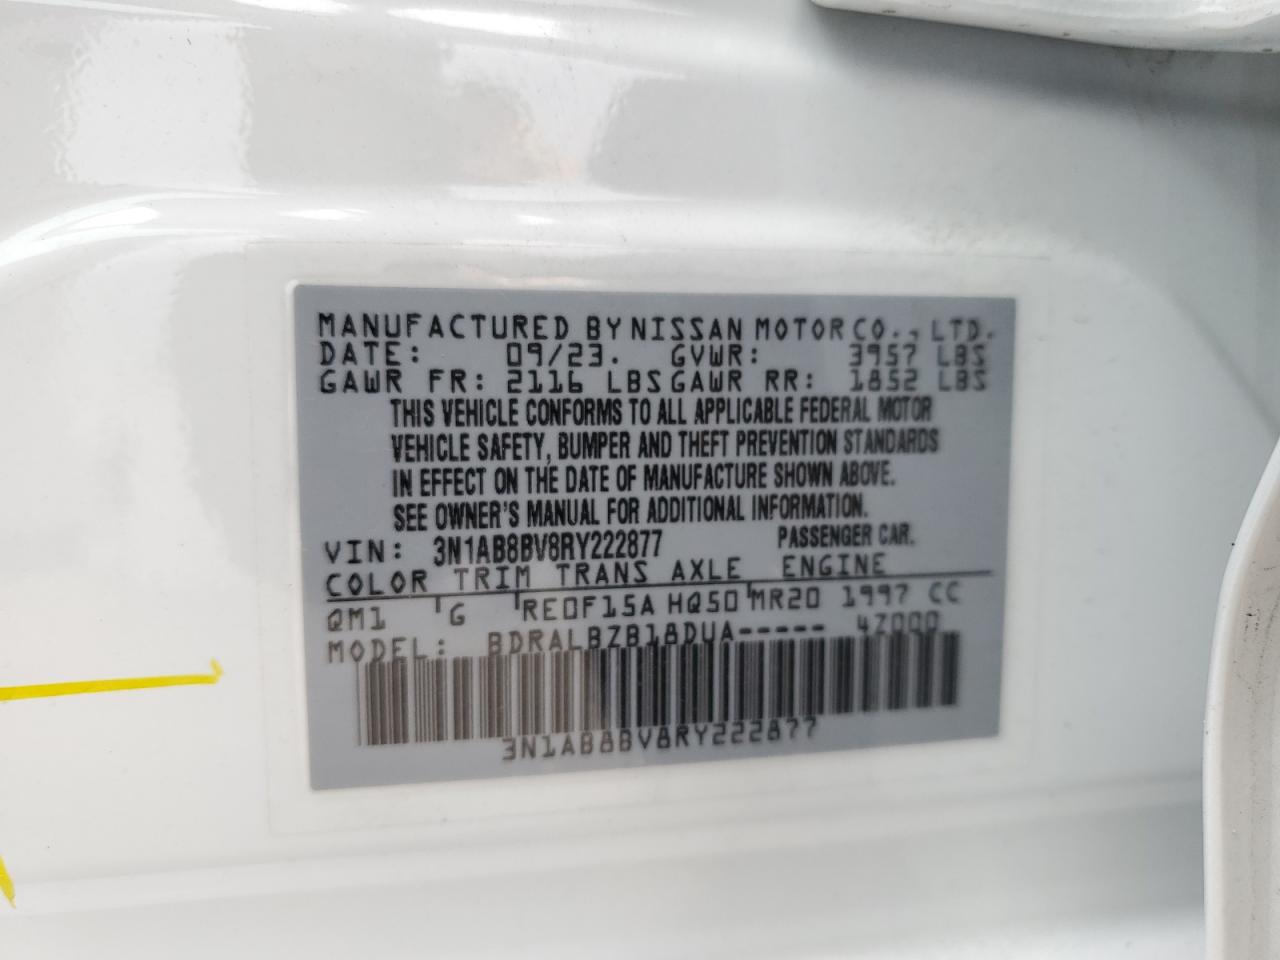 MANUFACTURED BY NISSAN MOTOR CO., LTD.
DATE: 09/23. GVWR: 3957 LBS
GAWR FR: 2116 LBS GAWR RR: 1852 LBS
THIS VEHICLE CONFORMS TO ALL APPLICABLE FEDERAL MOTOR
VEHICLE SAFETY, BUMPER AND THEFT PREVENTION STANDARDS
IN EFFECT ON THE DATE OF MANUFACTURE SHOWN ABOVE.
SEE OWNER'S MANUAL FOR ADDITIONAL INFORMATION.
VIN: 3N1AB8BV8RY222877 PASSENGER CAR.
COLOR TRIM TRANS AXLE ENGINE
QM1 G RE0F15A HQ50 MR20 1997 CC
MODEL: BDRALBZB18DUA----- 4Z000
3N1AB8BV8RY222877